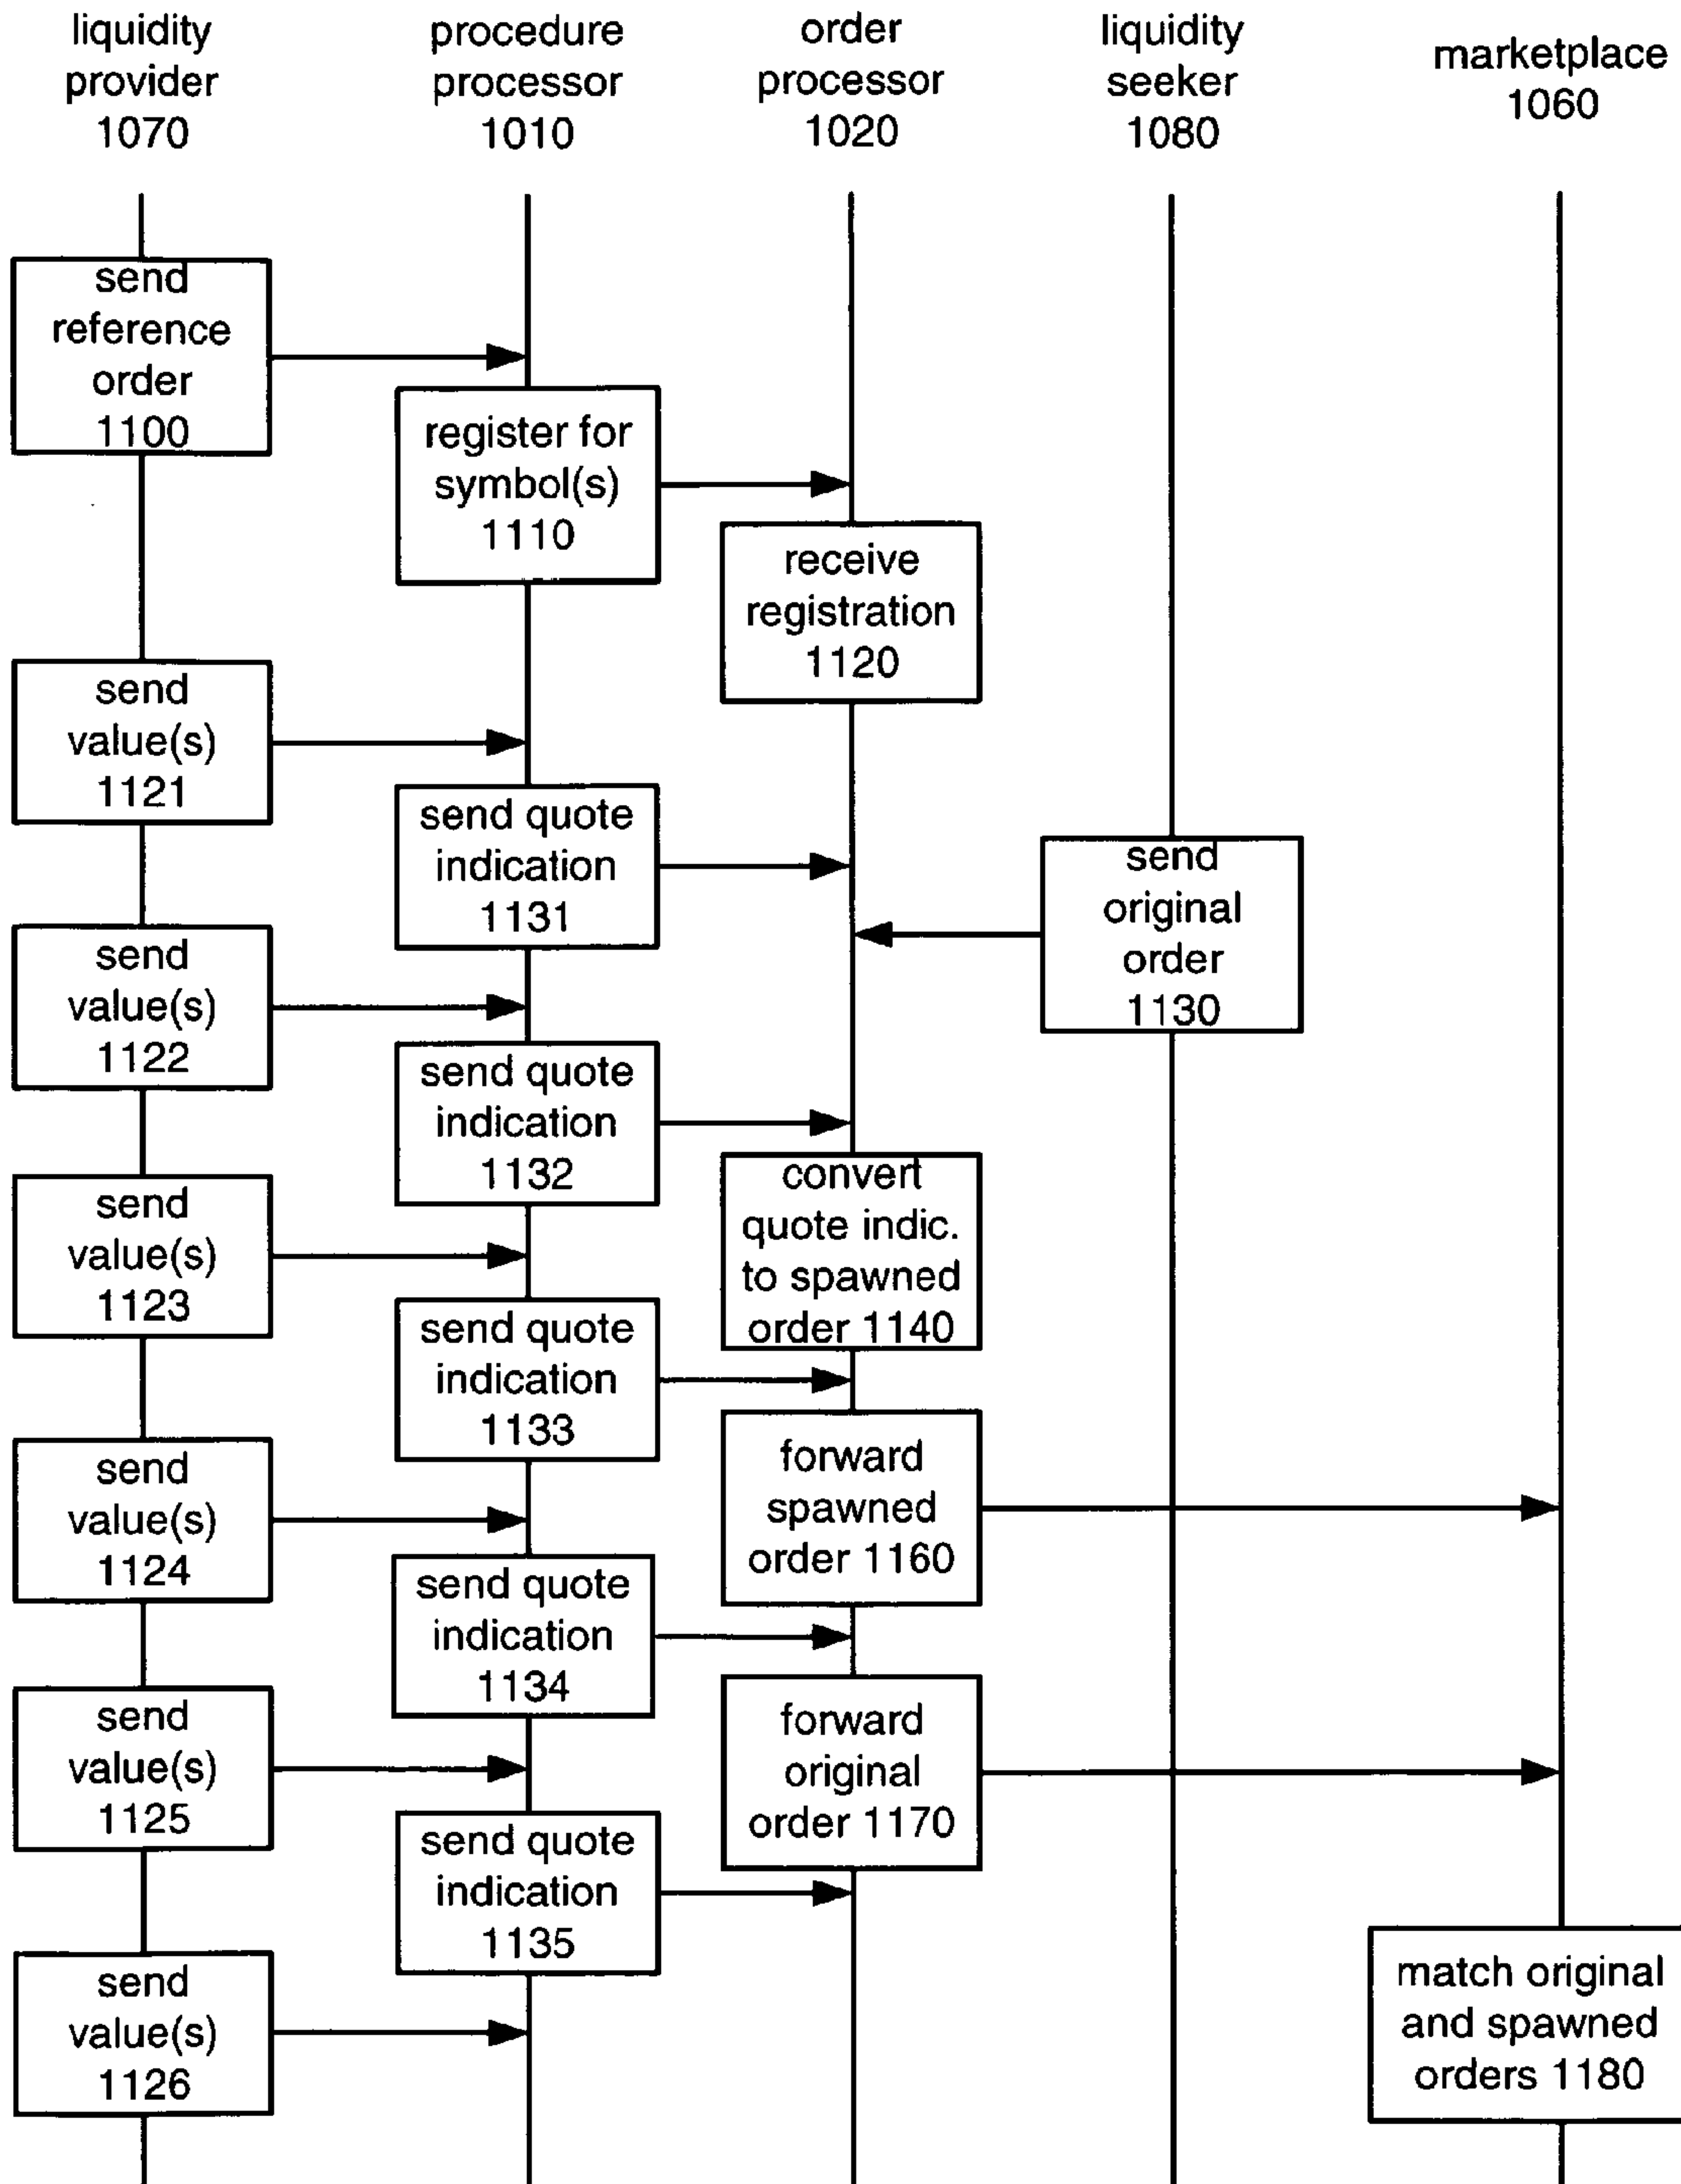 liquidity
provider
1070
procedure
processor
1010
order
processor
1020
liquidity
seeker
1080
marketplace
1060
send
reference
order
1100
register for
symbol(s)
1110
receive
registration
1120
send
value(s)
1121
send quote
indication
1131
send
original
order
1130
send
value(s)
1122
send quote
indication
1132
convert
quote indic.
to spawned
order 1140
send
value(s)
1123
send quote
indication
1133
forward
spawned
order 1160
send
value(s)
1124
send quote
indication
1134
forward
original
order 1170
send
value(s)
1125
send quote
indication
1135
match original
and spawned
orders 1180
send
value(s)
1126